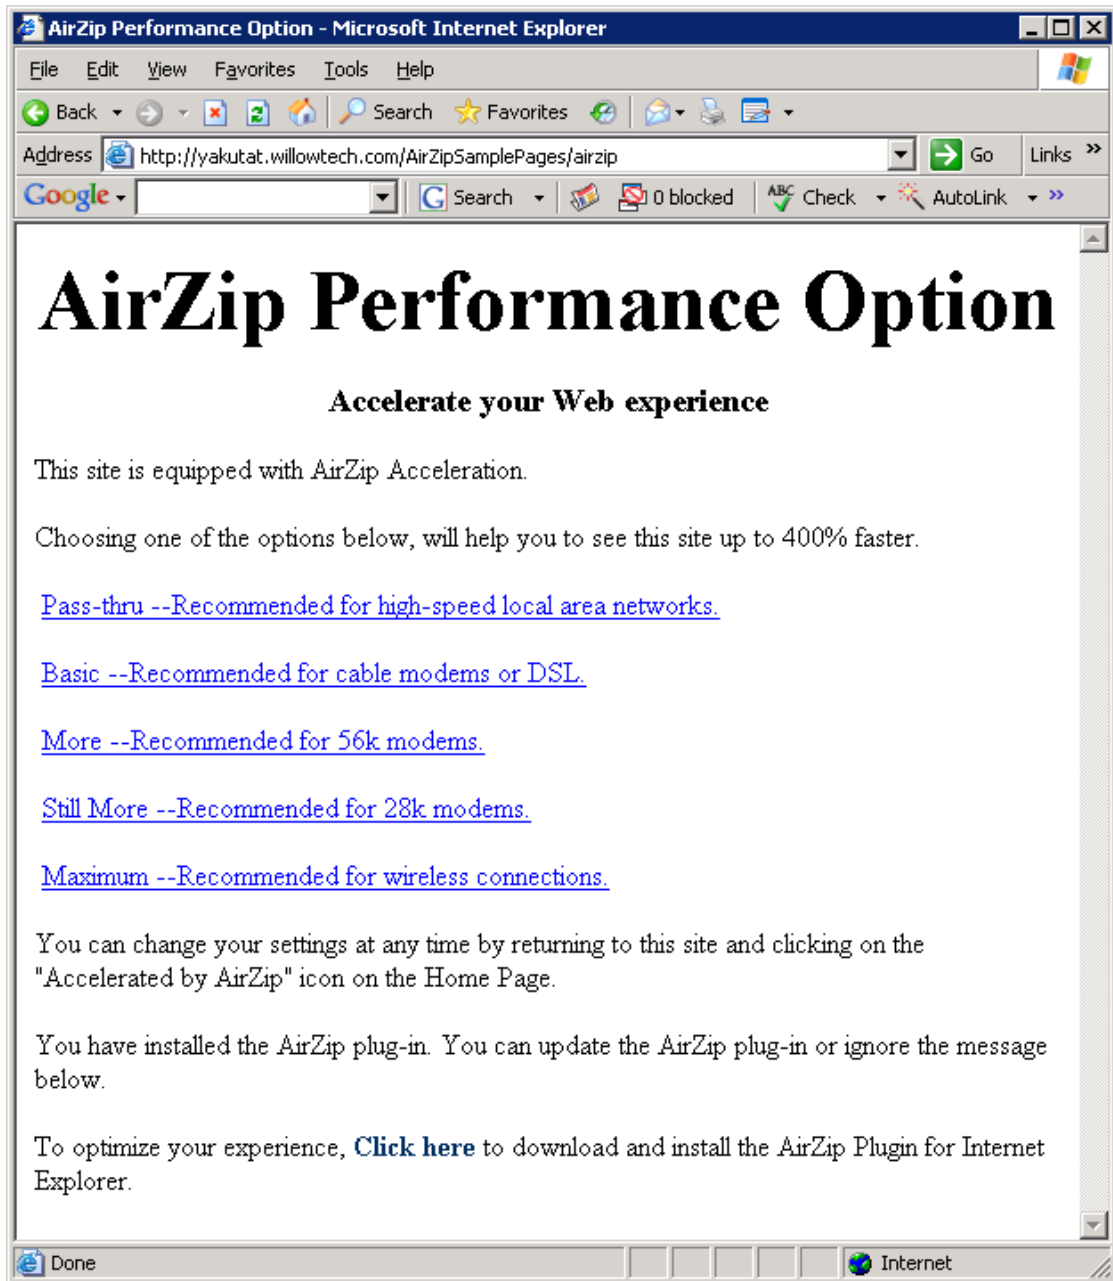 AirZip Performance Option - Microsoft Internet Explorer
File Edit View Favorites Tools Help
Back Search Favorites
Address http://yakutat.willowtech.com/AirZipSamplePages/airzip Go Links »
Google Search 0 blocked ABC Check AutoLink »
AirZip Performance Option
Accelerate your Web experience
This site is equipped with AirZip Acceleration.
Choosing one of the options below, will help you to see this site up to 400% faster.
Pass-thru --Recommended for high-speed local area networks.
Basic --Recommended for cable modems or DSL.
More --Recommended for 56k modems.
Still More --Recommended for 28k modems.
Maximum --Recommended for wireless connections.
You can change your settings at any time by returning to this site and clicking on the
"Accelerated by AirZip" icon on the Home Page.
You have installed the AirZip plug-in. You can update the AirZip plug-in or ignore the message
below.
To optimize your experience, Click here to download and install the AirZip Plugin for Internet
Explorer.
Done Internet